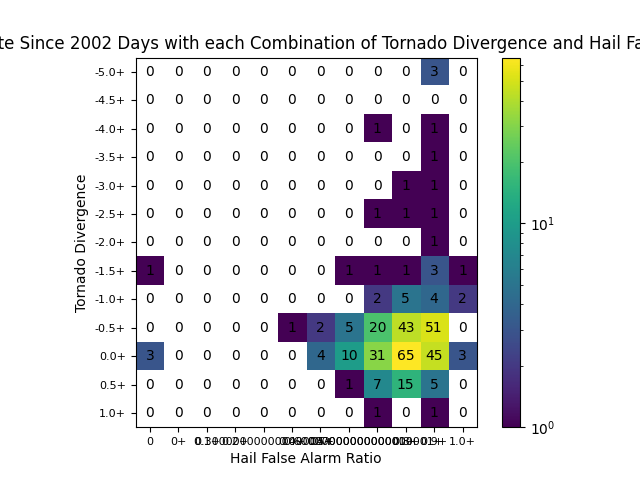 te Since 2002 Days with each Combination of Tornado Divergence and Hail Fa
-5.0+ 0 0 0 0 0 0 0 0 0 0 3 0
-4.5+ 0 0 0 0 0 0 0 0 0 0 0 0
-4.0+ 0 0 0 0 0 0 0 0 1 0 1 0
-3.5+ 0 0 0 0 0 0 0 0 0 0 1 0
-3.0+ 0 0 0 0 0 0 0 0 0 1 1 0
-2.5+ 0 0 0 0 0 0 0 0 1 1 1 0
-2.0+ 0 0 0 0 0 0 0 0 0 0 1 0
-1.5+ 1 0 0 0 0 0 0 1 1 1 3 1
-1.0+ 0 0 0 0 0 0 0 0 2 5 4 2
-0.5+ 0 0 0 0 0 1 2 5 20 43 51 0
0.0+ 3 0 0 0 0 0 4 10 31 65 45 3
0.5+ 0 0 0 0 0 0 0 1 7 15 5 0
1.0+ 0 0 0 0 0 0 0 0 1 0 1 0
0 0+ 1.0+
Hail False Alarm Ratio
Tornado Divergence
10¹
10⁰